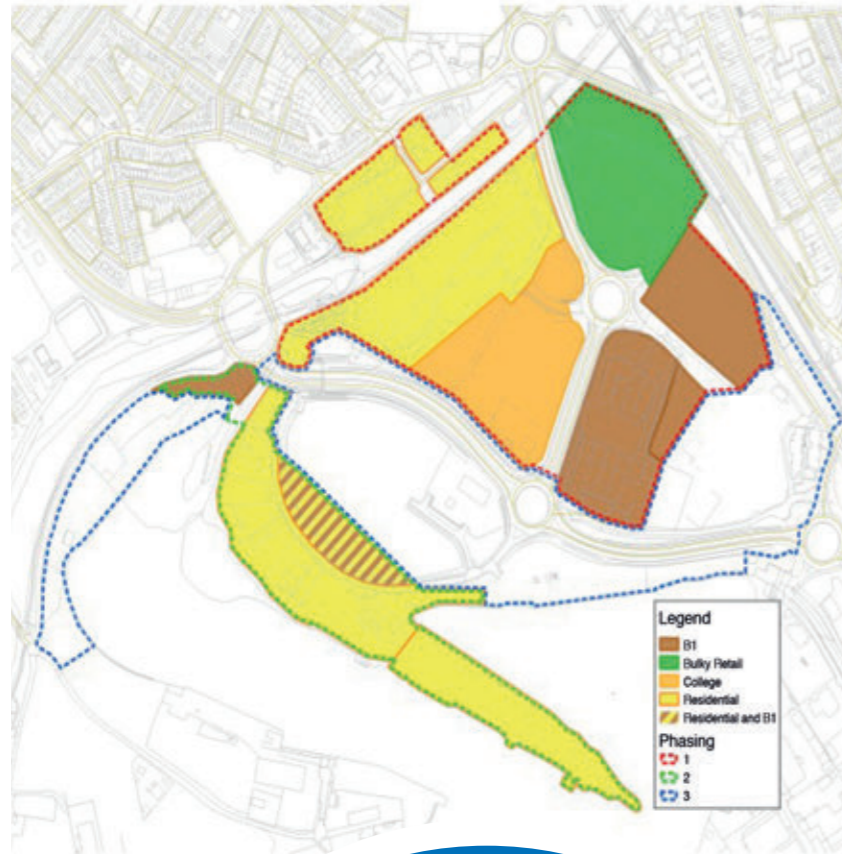 Legend
B1
Bulky Retail
College
Residential
Residential and B1
Phasing
1
2
3